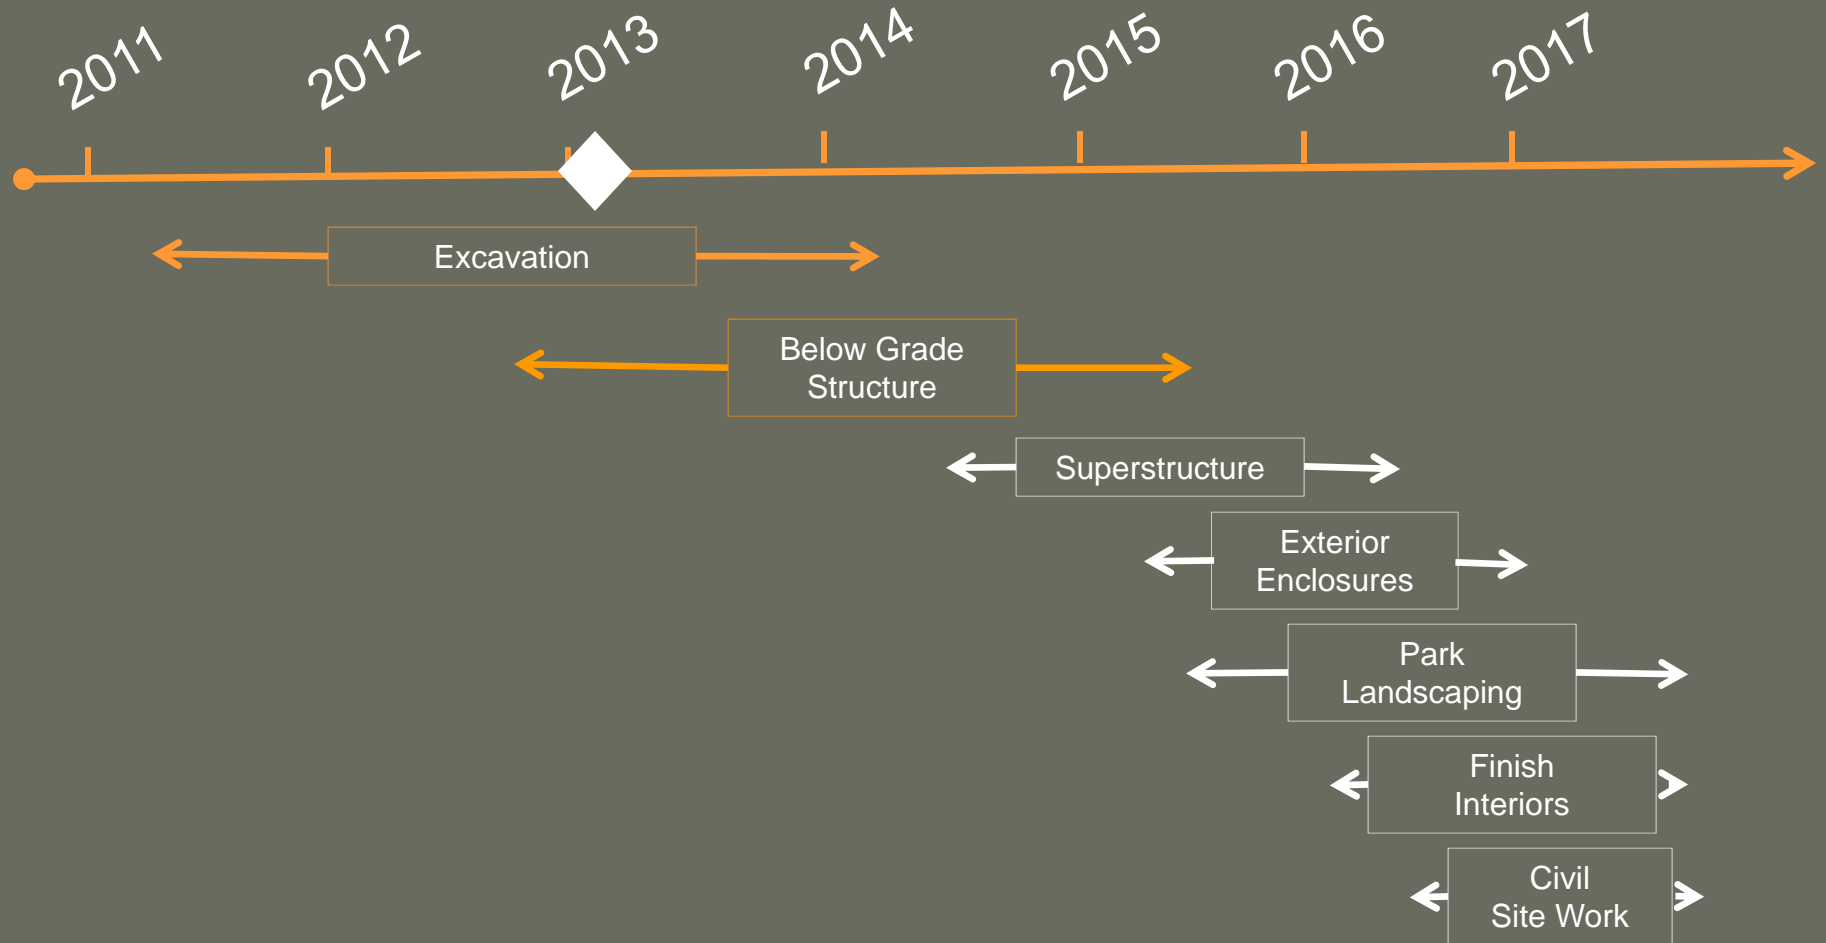 2011 2012 2013 2014 2015 2016 2017
Excavation
Below Grade
Structure
Superstructure
Exterior
Enclosures
Park
Landscaping
Finish
Interiors
Civil
Site Work